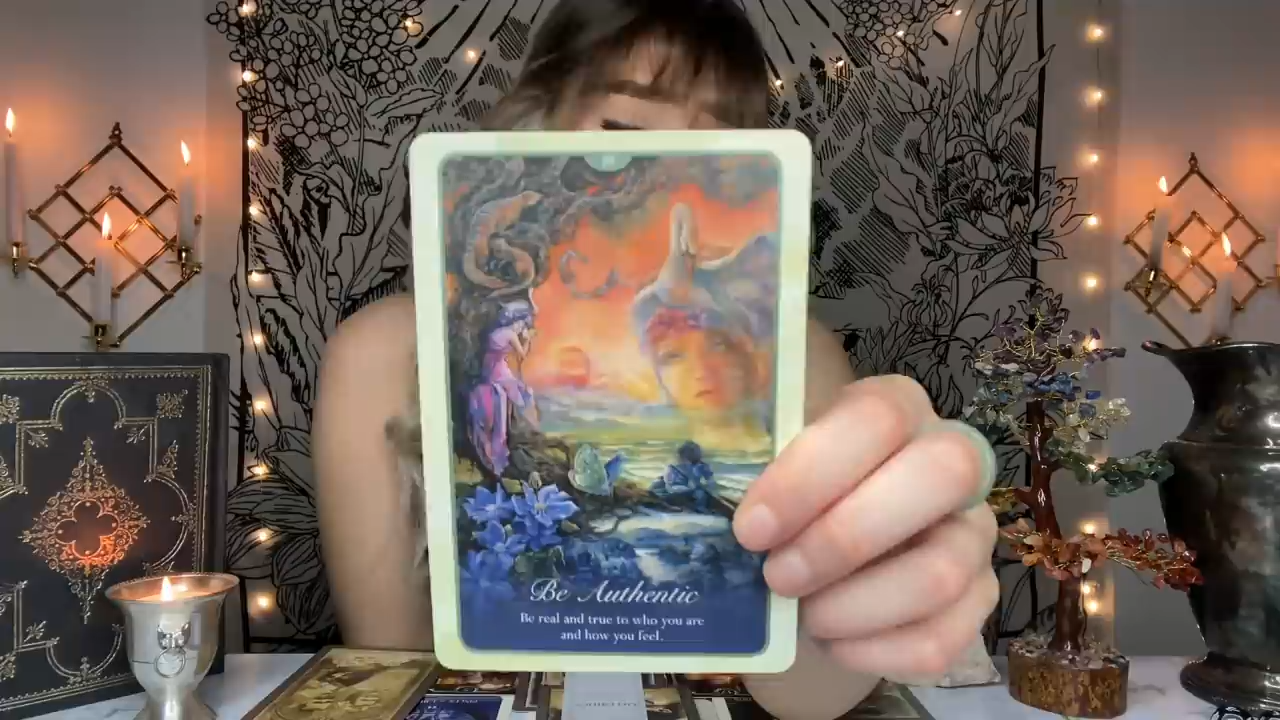 Be Authentic
Be real and true to who you are
and how you feel.